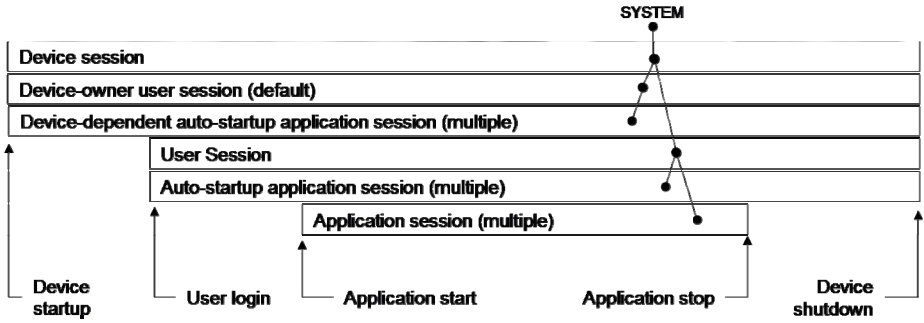 SYSTEM
Device session
Device-owner user session (default)
Device-dependent auto-startup application session (multiple)
User Session
Auto-startup application session (multiple)
Application session (multiple)
Device
startup
User login
Application start
Application stop
Device
shutdown